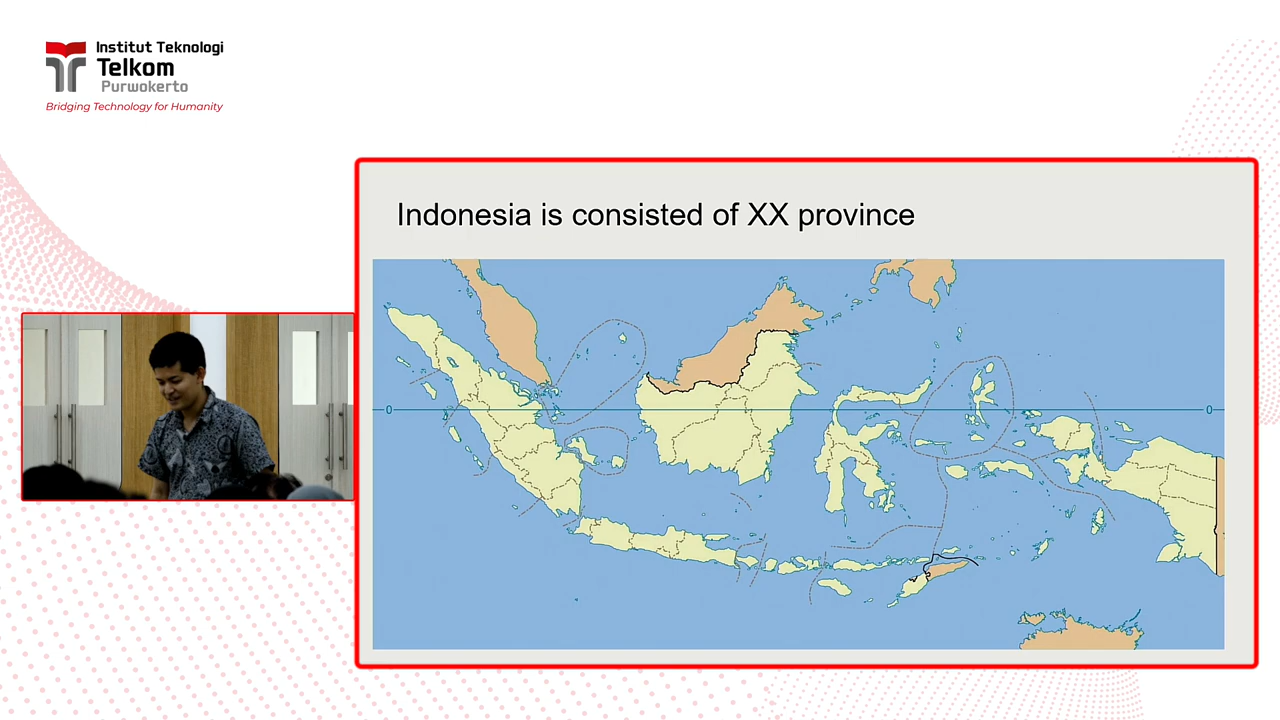 Institut Teknologi
Telkom
Purwokerto
Bridging Technology for Humanity
Indonesia is consisted of XX province
0
0